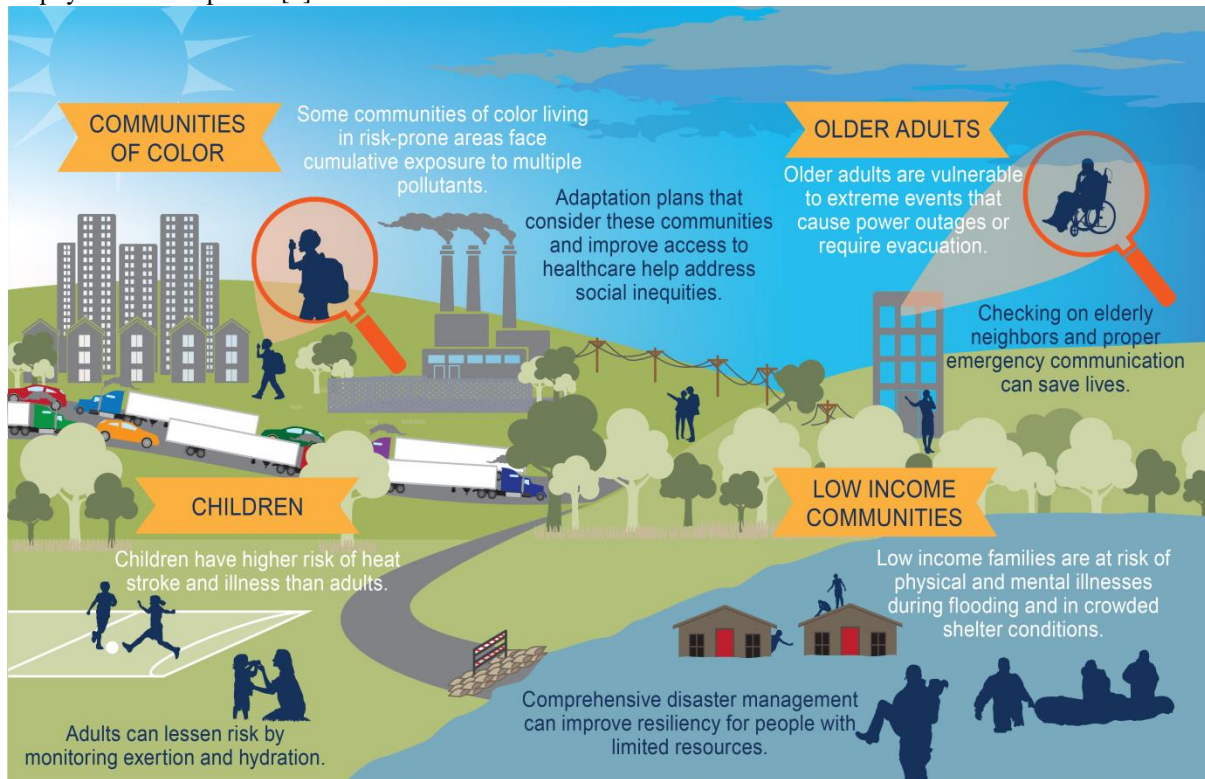 COMMUNITIES
OF COLOR
Some communities of color living
in risk-prone areas face
cumulative exposure to multiple
pollutants.
Adaptation plans that
consider these communities
and improve access to
healthcare help address
social inequities.
OLDER ADULTS
Older adults are vulnerable
to extreme events that
cause power outages or
require evacuation.
Checking on elderly
neighbors and proper
emergency communication
can save lives.
CHILDREN
Children have higher risk of heat
stroke and illness than adults.
Adults can lessen risk by
monitoring exertion and hydration.
LOW INCOME
COMMUNITIES
Low income families are at risk of
physical and mental illnesses
during flooding and in crowded
shelter conditions.
Comprehensive disaster management
can improve resiliency for people with
limited resources.